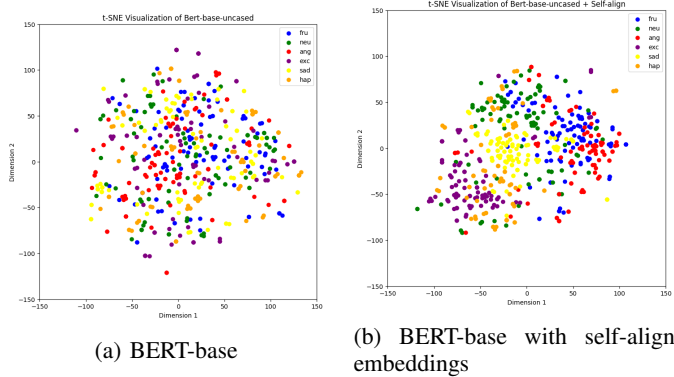 t-SNE Visualization of Bert-base-uncased
150
100
50
0
−50
−100
−150
−150 −100 −50 0 50 100 150
Dimension 1
Dimension 2
fru
neu
ang
exc
sad
hap
(a) BERT-base
t-SNE Visualization of Bert-base-uncased + Self-align
150
100
50
0
−50
−100
−150
−150 −100 −50 0 50 100 150
Dimension 1
Dimension 2
fru
neu
ang
exc
sad
hap
(b) BERT-base with self-align
embeddings